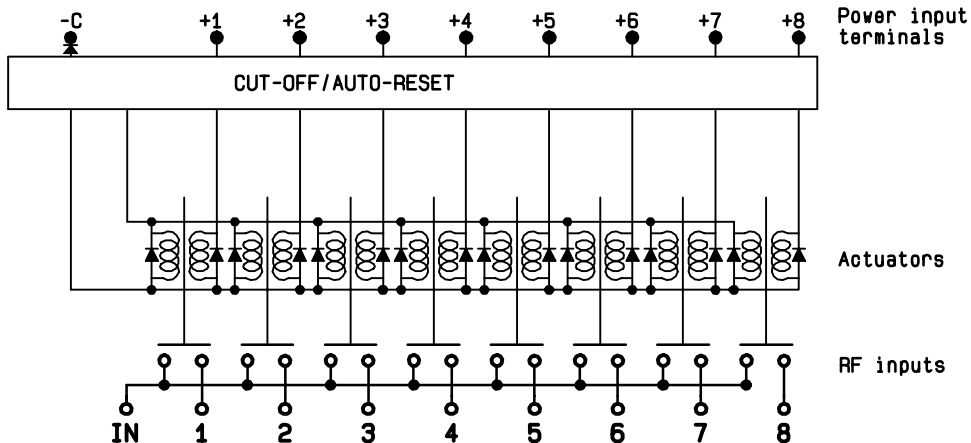 -C +1 +2 +3 +4 +5 +6 +7 +8 Power input
terminals
CUT-OFF/AUTO-RESET
Actuators
RF inputs
IN 1 2 3 4 5 6 7 8